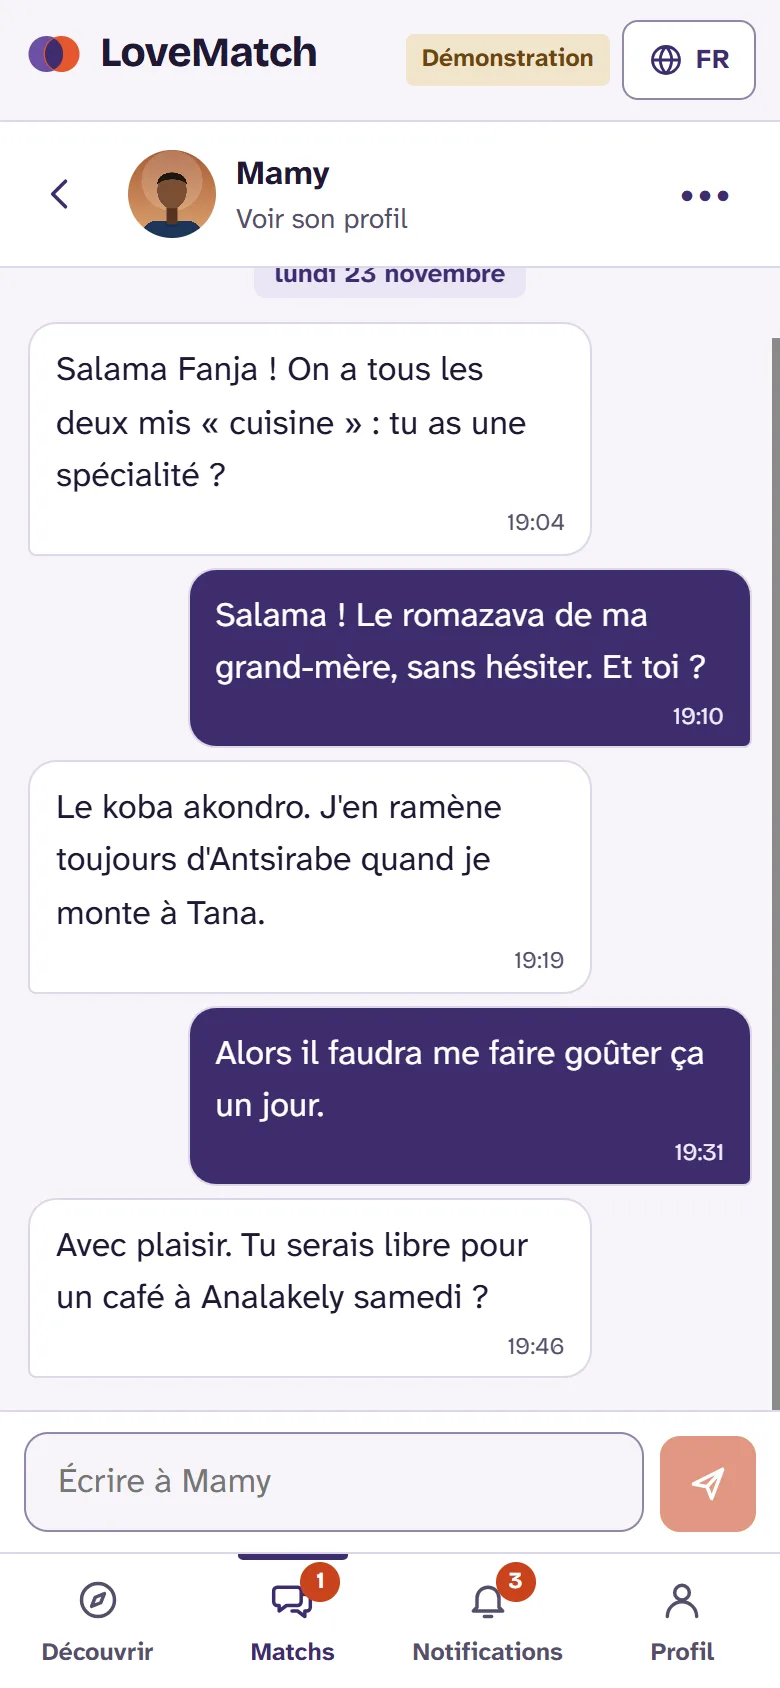 LoveMatch
Démonstration
FR
Mamy
Voir son profil
lundi 23 novembre
Salama Fanja ! On a tous les
deux mis « cuisine » : tu as une
spécialité ?
19:04
Salama ! Le romazava de ma
grand-mère, sans hésiter. Et toi ?
19:10
Le koba akondro. J'en ramène
toujours d'Antsirabe quand je
monte à Tana.
19:19
Alors il faudra me faire goûter ça
un jour.
19:31
Avec plaisir. Tu serais libre pour
un café à Analakely samedi ?
19:46
Écrire à Mamy
1
3
Découvrir
Matchs
Notifications
Profil